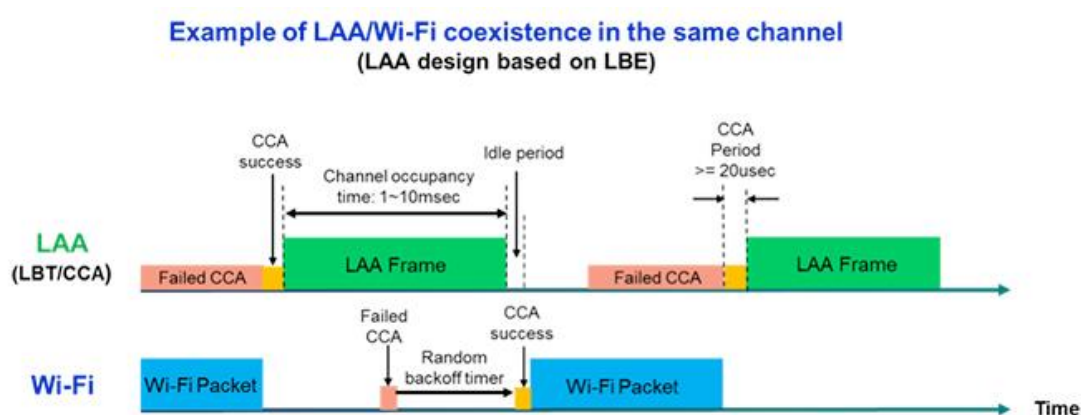 Example of LAA/Wi-Fi coexistence in the same channel
(LAA design based on LBE)
CCA
success
Channel occupancy
time: 1~10msec
Idle period
CCA
Period
>= 20usec
LAA
(LBT/CCA)
Failed CCA
LAA Frame
Failed CCA
LAA Frame
Failed
CCA
Random
backoff timer
CCA
success
Wi-Fi
Wi-Fi Packet
Wi-Fi Packet
Time